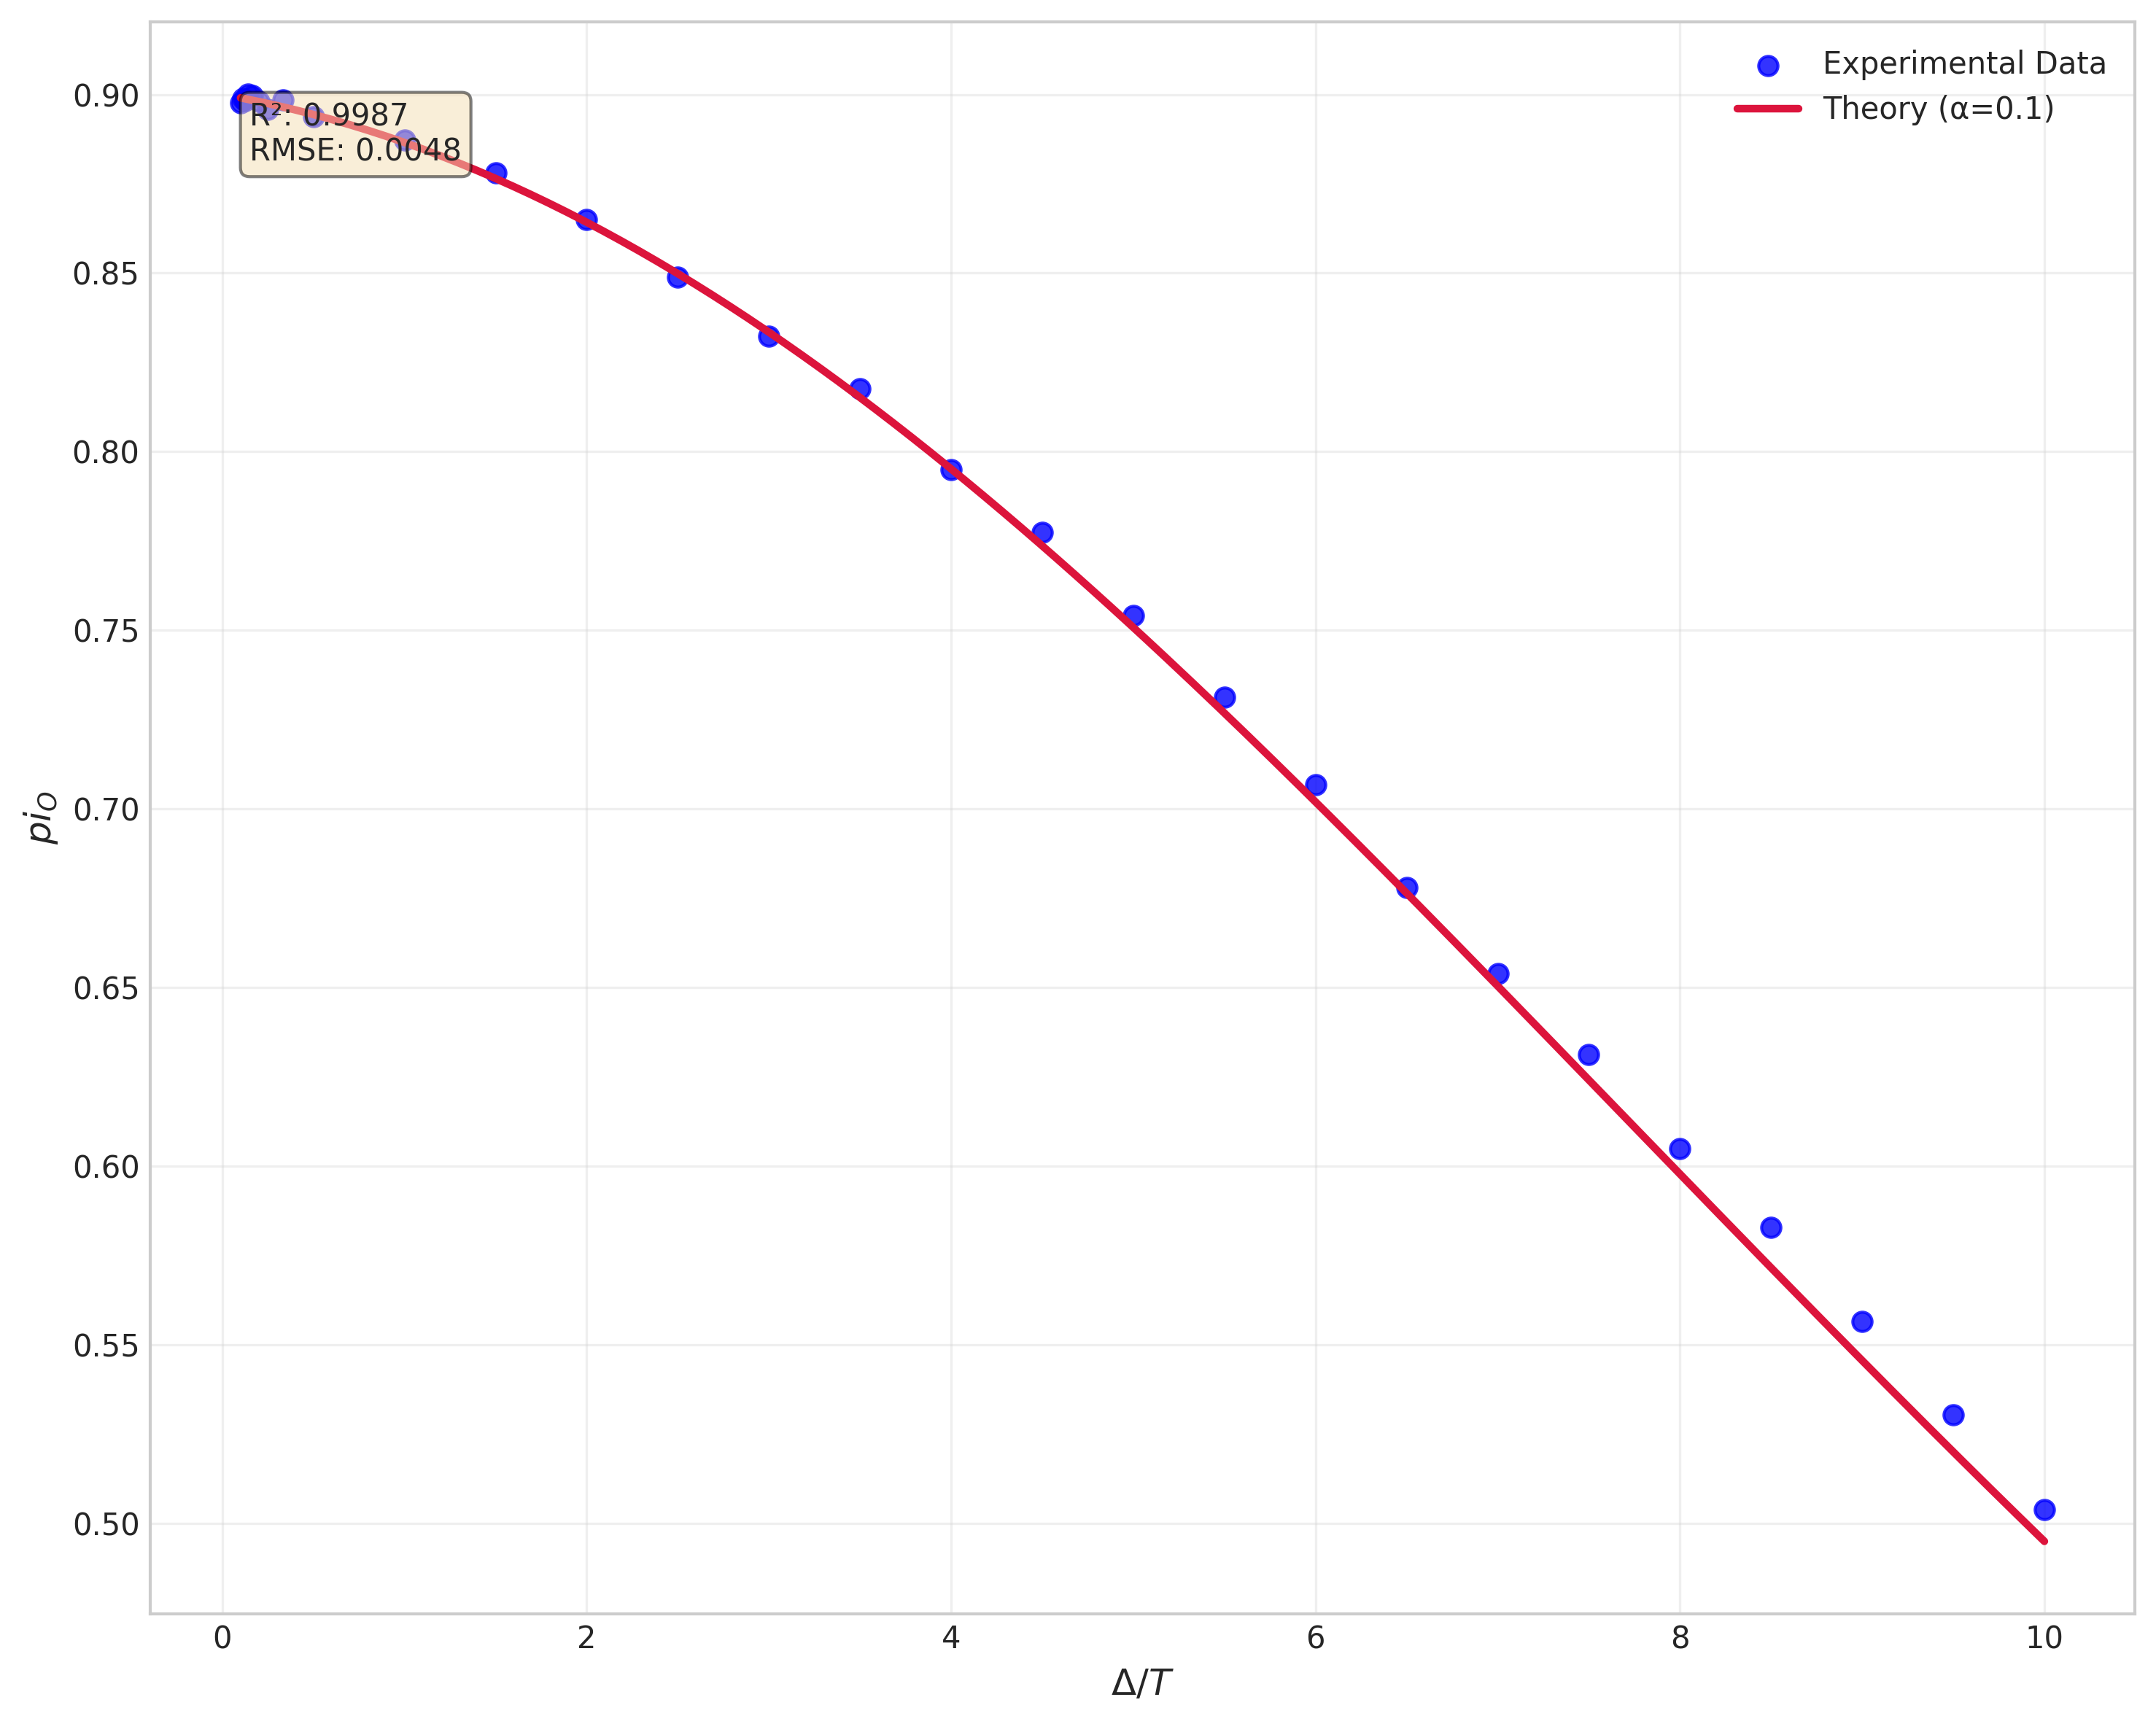 Experimental Data
Theory (α=0.1)
R²: 0.9987
RMSE: 0.0048
0.90
0.85
0.80
0.75
0.70
0.65
0.60
0.55
0.50
pi_O
0 2 4 6 8 10
Δ/T